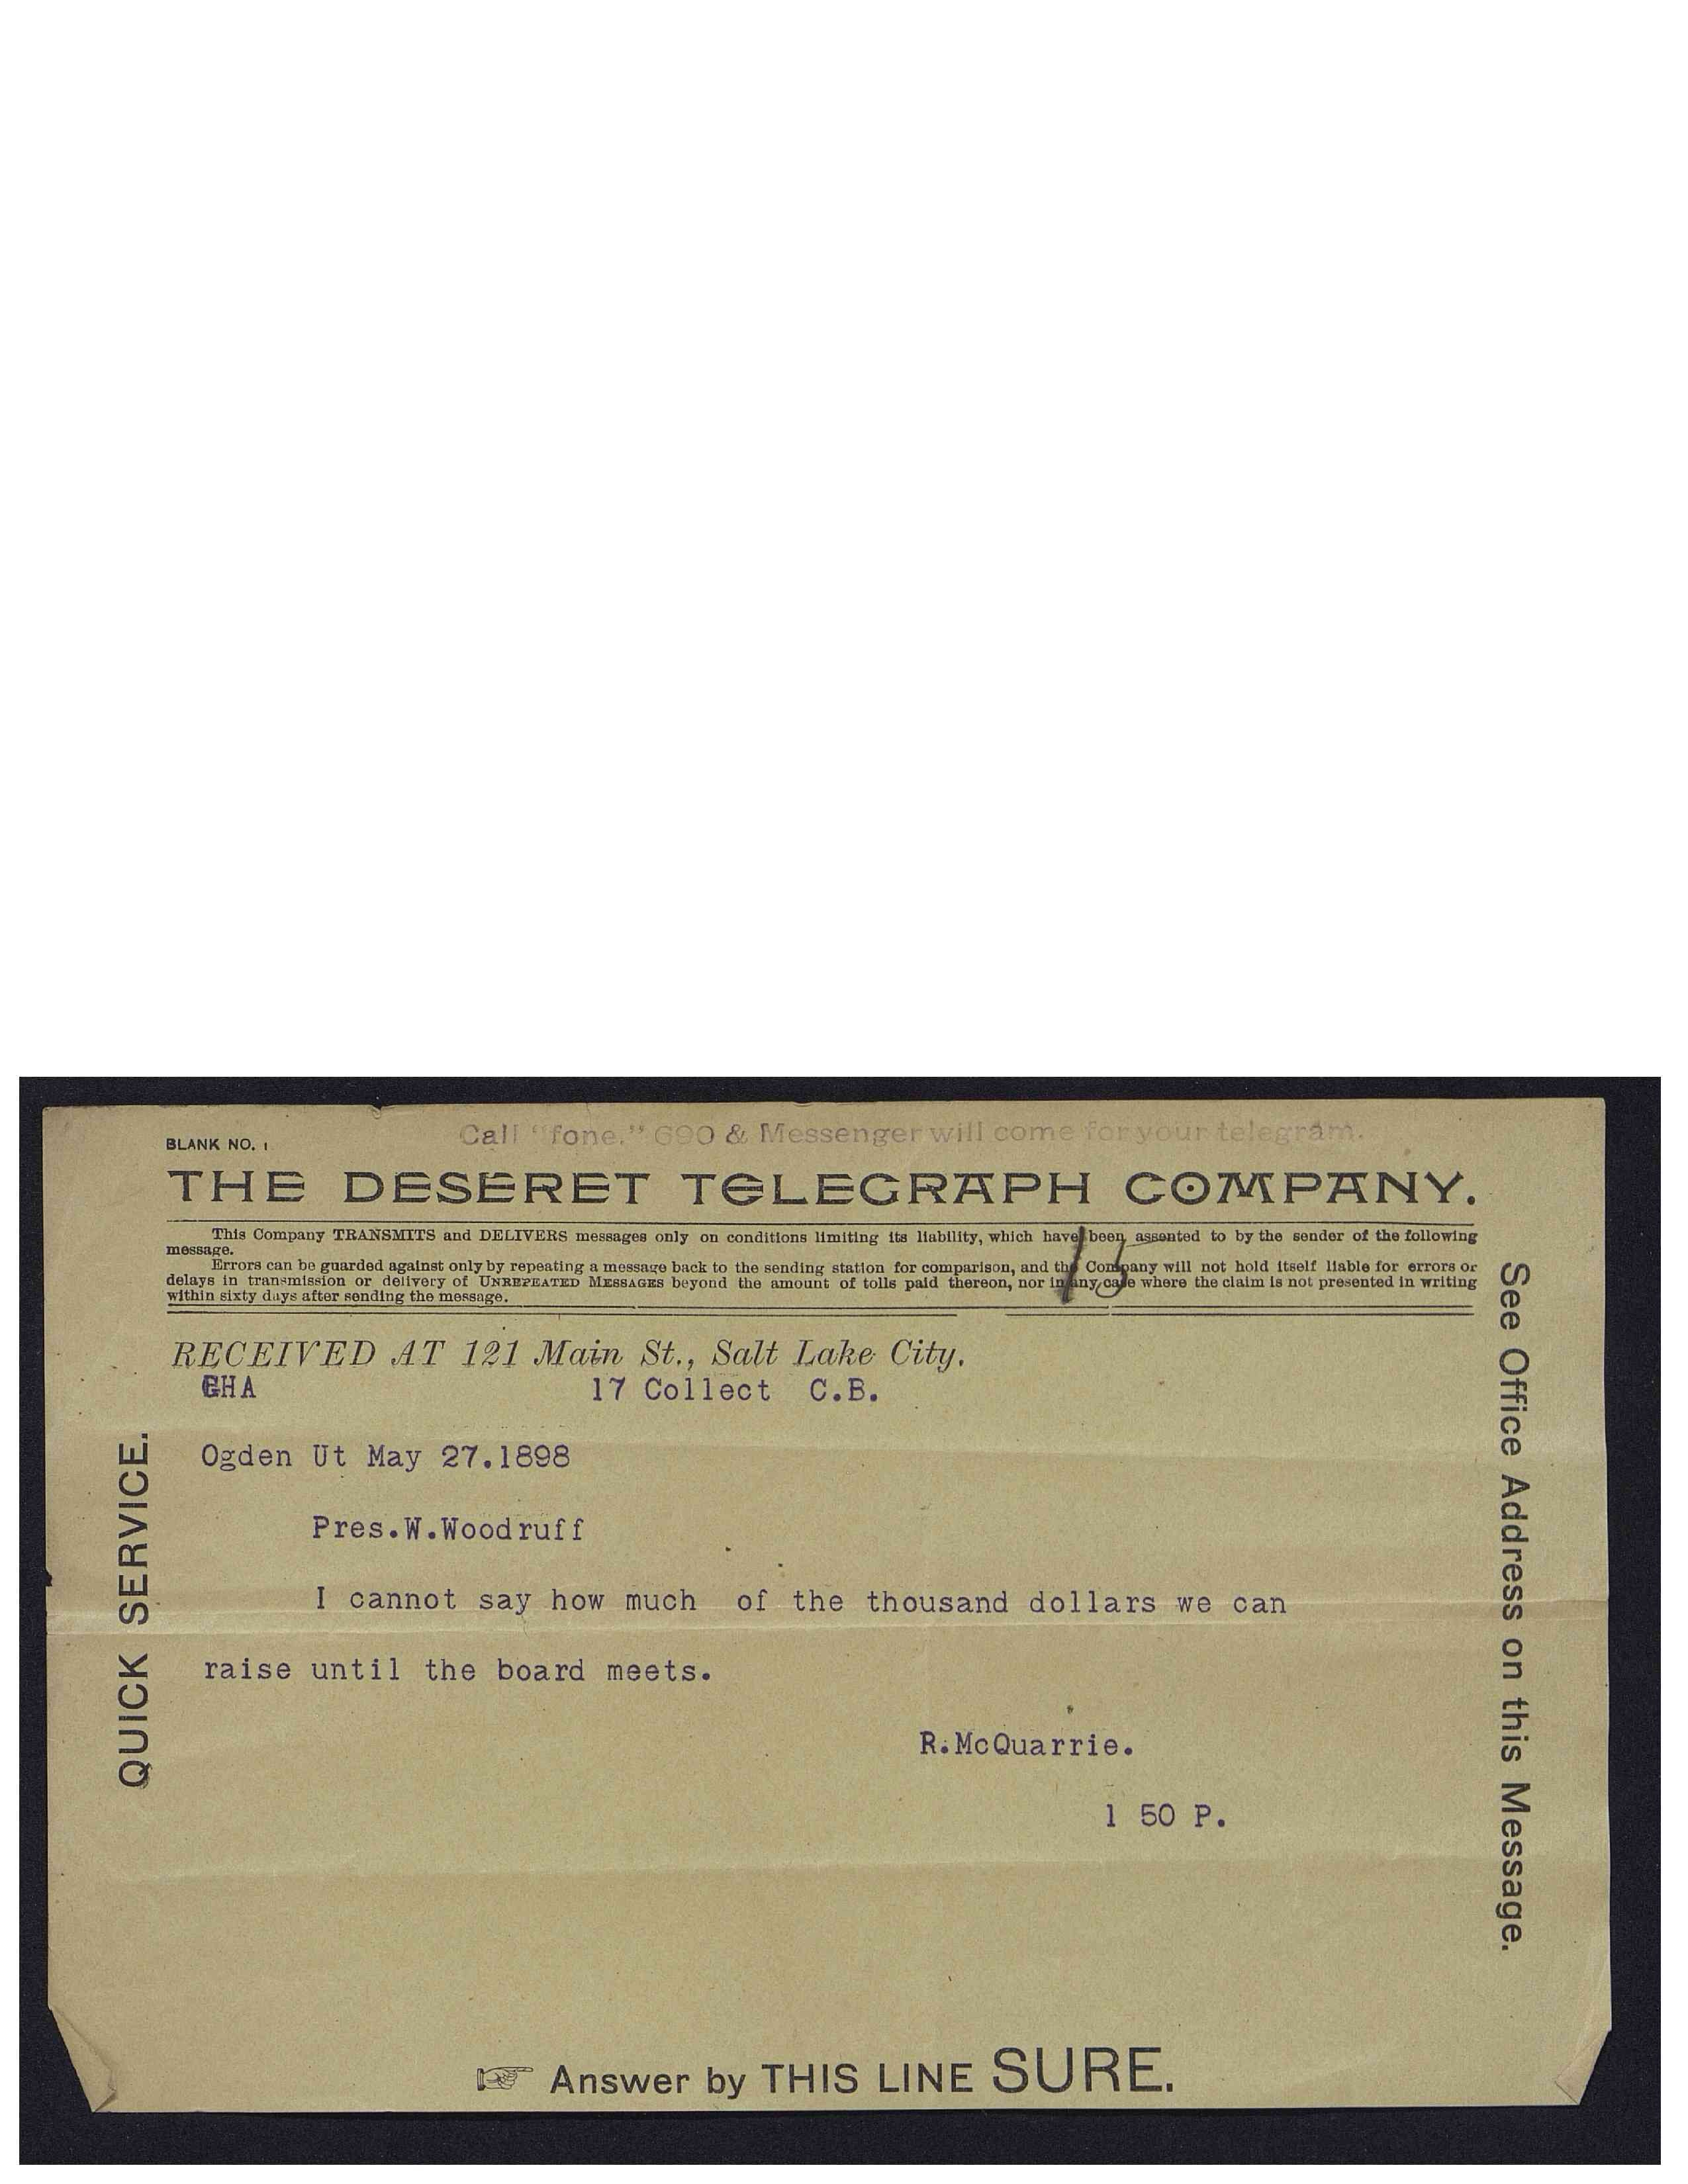 BLANK NO. 1
Call "fone." 690 & Messenger will come for your telegram.
THE DESERET TELEGRAPH COMPANY.
This Company TRANSMITS and DELIVERS messages only on conditions limiting its liability, which have been assented to by the sender of the following
message.
Errors can be guarded against only by repeating a message back to the sending station for comparison, and the Company will not hold itself liable for errors or
delays in transmission or delivery of UNREPEATED MESSAGES beyond the amount of tolls paid thereon, nor in any case where the claim is not presented in writing
within sixty days after sending the message.
RECEIVED AT 121 Main St., Salt Lake City.
GHA 17 Collect C.B.
Ogden Ut May 27.1898
Pres.W.Woodruff
I cannot say how much of the thousand dollars we can
raise until the board meets.
R.McQuarrie.
1 50 P.
QUICK SERVICE.
See Office Address on this Message.
Answer by THIS LINE SURE.